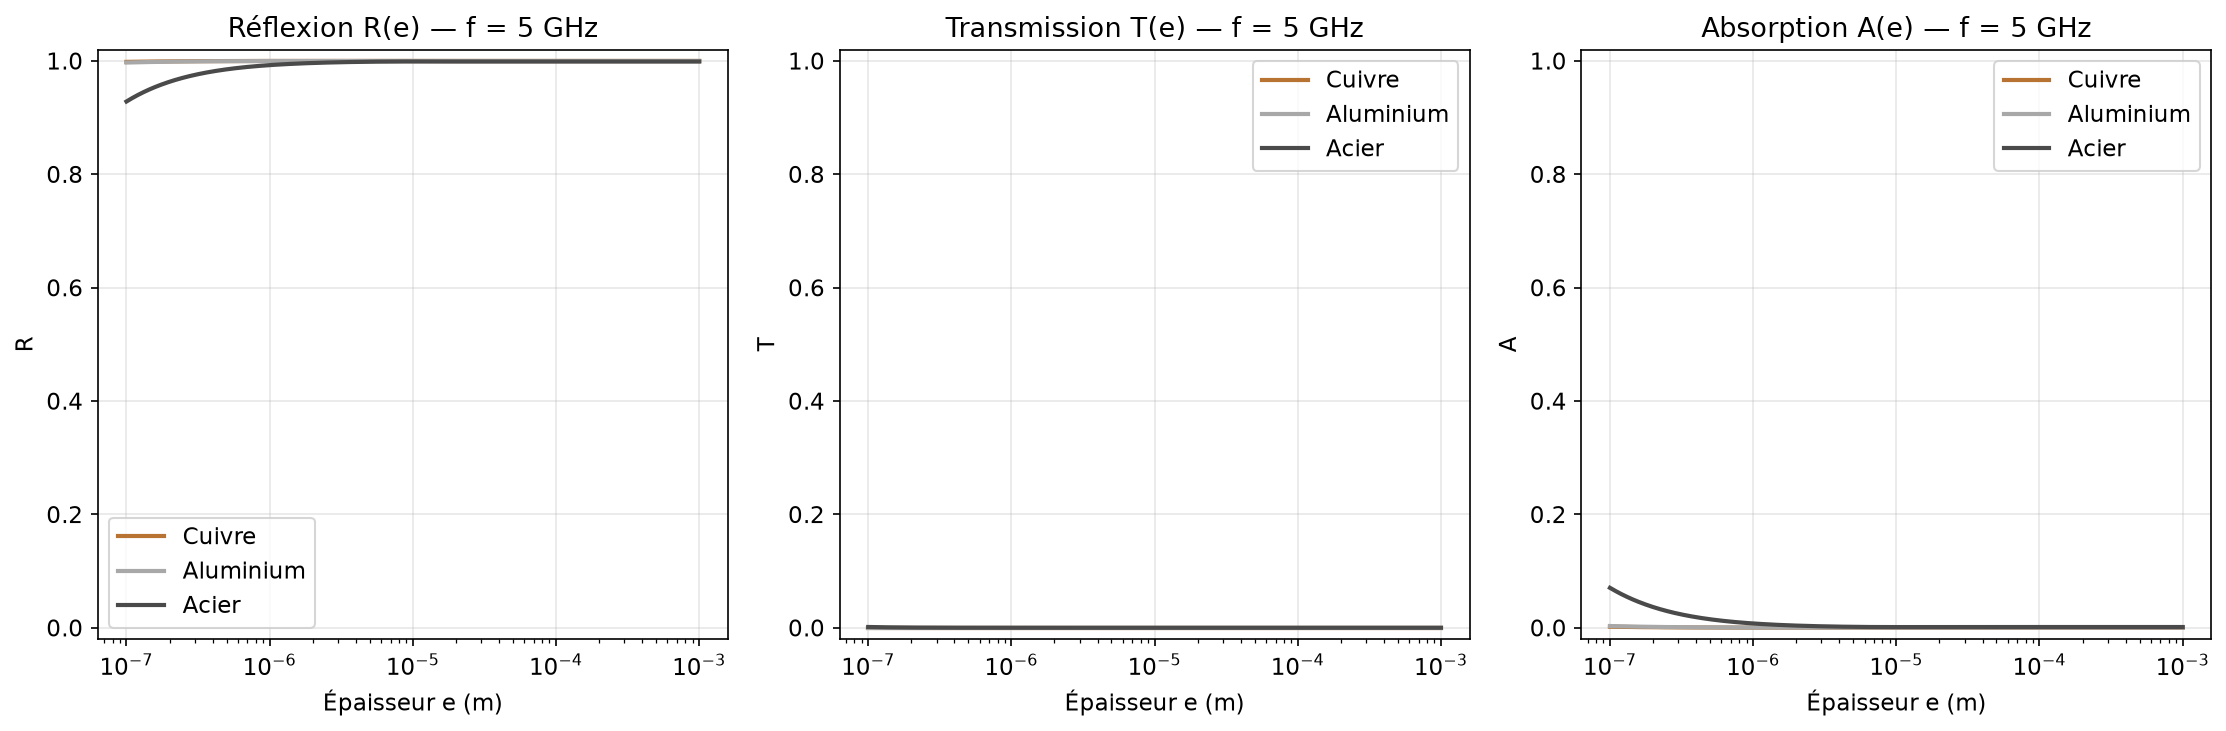 Réflexion R(e) — f = 5 GHz
R
1.0
0.8
0.6
0.4
0.2
0.0
Cuivre
Aluminium
Acier
10⁻⁷ 10⁻⁶ 10⁻⁵ 10⁻⁴ 10⁻³
Épaisseur e (m)
Transmission T(e) — f = 5 GHz
T
1.0
0.8
0.6
0.4
0.2
0.0
Cuivre
Aluminium
Acier
10⁻⁷ 10⁻⁶ 10⁻⁵ 10⁻⁴ 10⁻³
Épaisseur e (m)
Absorption A(e) — f = 5 GHz
A
1.0
0.8
0.6
0.4
0.2
0.0
Cuivre
Aluminium
Acier
10⁻⁷ 10⁻⁶ 10⁻⁵ 10⁻⁴ 10⁻³
Épaisseur e (m)